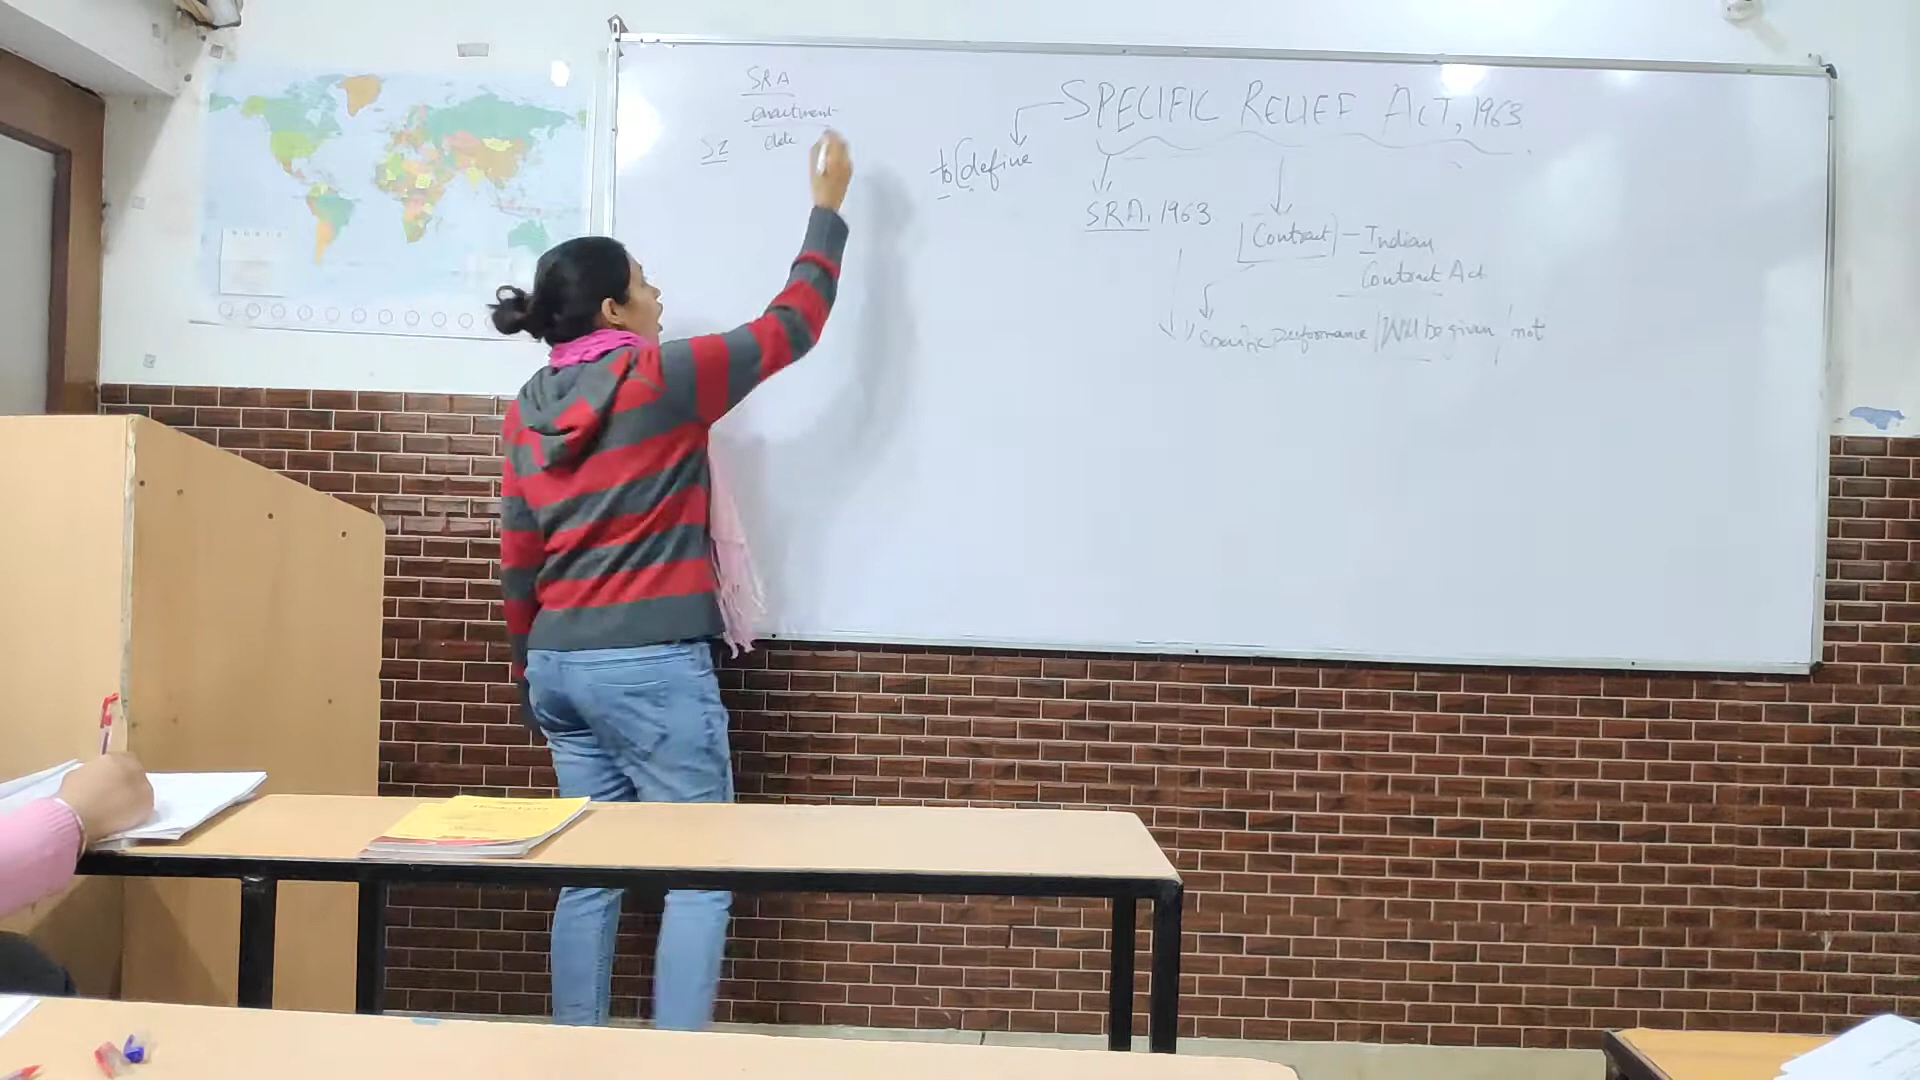 SRA
enactment
date
SPECIFIC RELIEF ACT, 1963
to define
SRA, 1963
Contract - Indian
Contract Act
Specific performance / Will be given / not